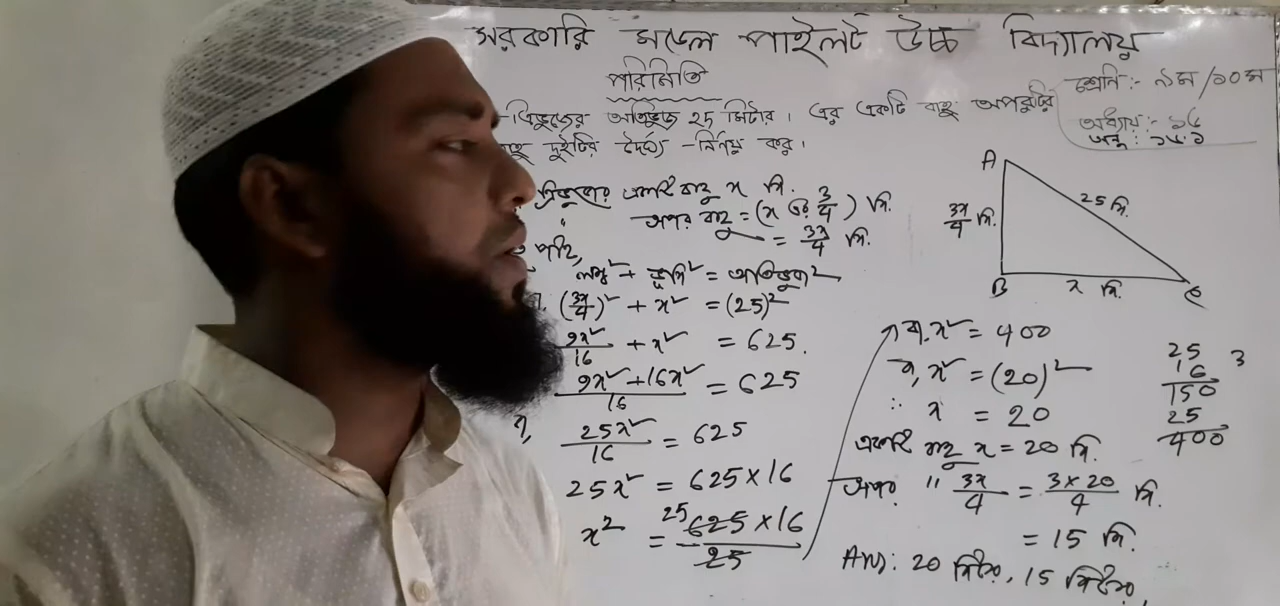 সরকারি মডেল পাইলট উচ্চ বিদ্যালয়
পরিমিতি
শ্রেণি:- ৯ম/১০ম
অধ্যায়:- ১৬
অনু: ১৬.১
ত্রিভুজের অতিভুজ 25 মিটার। এর একটি বাহু অপরটির
দুইটির দৈর্ঘ্য নির্ণয় কর।
ত্রিভুজের একটি বাহু x মি.
অপর বাহু = (x এর 3/4) মি.
= 3x/4 মি.
পাই,
লম্ব² + ভূমি² = অতিভুজ²
(3x/4)² + x² = (25)²
9x²/16 + x² = 625.
9x²+16x²/16 = 625
বা, 25x²/16 = 625
25x² = 625×16
x² = 25 625×16/25
A
3x/4 মি.
25 মি.
B
x মি.
C
বা, x² = 400
বা, x² = (20)²
∴ x = 20
একটি বাহু x = 20 মি.
অপর " 3x/4 = 3×20/4 মি.
= 15 মি.
Ans: 20 মিটার, 15 মিটার,
25
16
3
150
25
400